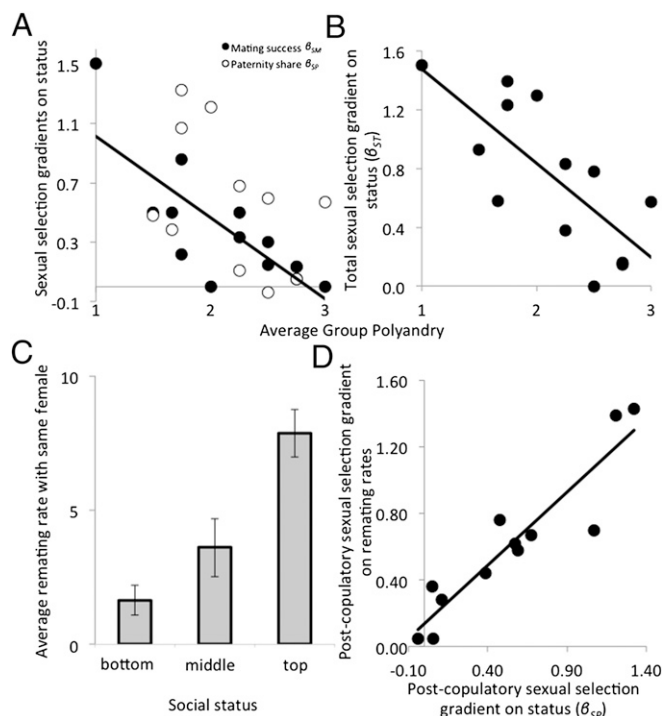 A
Sexual selection gradients on status
1.5
1.1
0.7
0.3
-0.1
1
2
3
Mating success βSM
Paternity share βSP
B
Total sexual selection gradient on
status (βST)
1.6
1.2
0.8
0.4
0.0
1
2
3
Average Group Polyandry
C
Average remating rate with same female
10
5
0
bottom
middle
top
Social status
D
Post-copulatory sexual selection gradient
on remating rates
1.60
1.20
0.80
0.40
0.00
-0.10
0.40
0.90
1.40
Post-copulatory sexual selection
gradient on status (βSP)